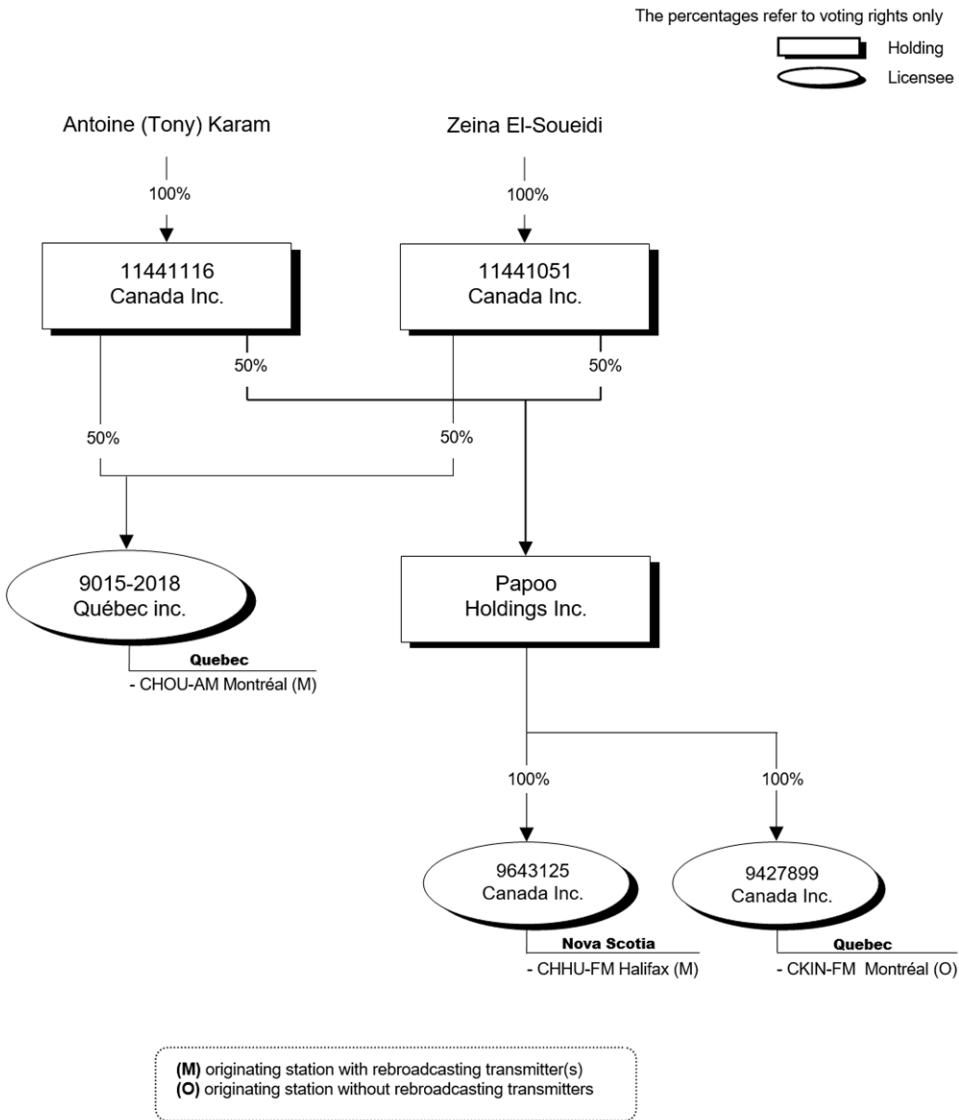 The percentages refer to voting rights only
Holding
Licensee
Antoine (Tony) Karam
Zeina El-Soueidi
100%
100%
11441116
Canada Inc.
11441051
Canada Inc.
50%
50%
50%
50%
9015-2018
Québec inc.
Papoo
Holdings Inc.
Quebec
- CHOU-AM Montréal (M)
100%
100%
9643125
Canada Inc.
9427899
Canada Inc.
Nova Scotia
- CHHU-FM Halifax (M)
Quebec
- CKIN-FM Montréal (O)
(M) originating station with rebroadcasting transmitter(s)
(O) originating station without rebroadcasting transmitters